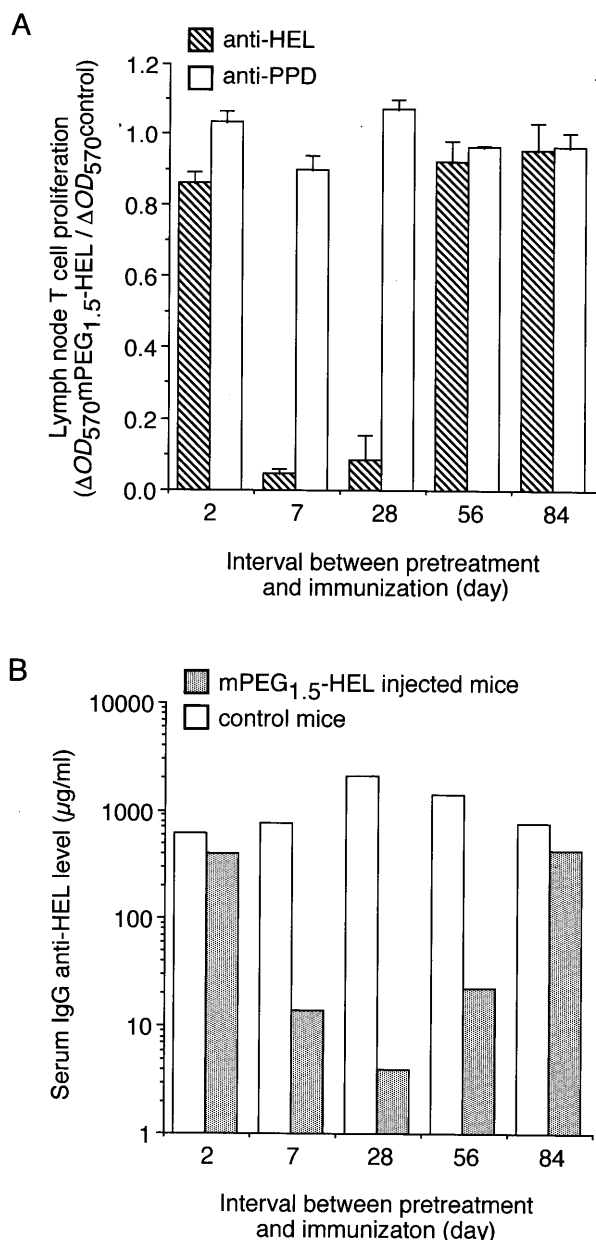 A
anti-HEL
anti-PPD
Lymph node T cell proliferation
(ΔOD570mPEG1.5-HEL / ΔOD570control)
1.2
1.0
0.8
0.6
0.4
0.2
0.0
2 7 28 56 84
Interval between pretreatment
and immunization (day)
B
mPEG1.5-HEL injected mice
control mice
Serum IgG anti-HEL level (µg/ml)
10000
1000
100
10
1
2 7 28 56 84
Interval between pretreatment
and immunizaton (day)